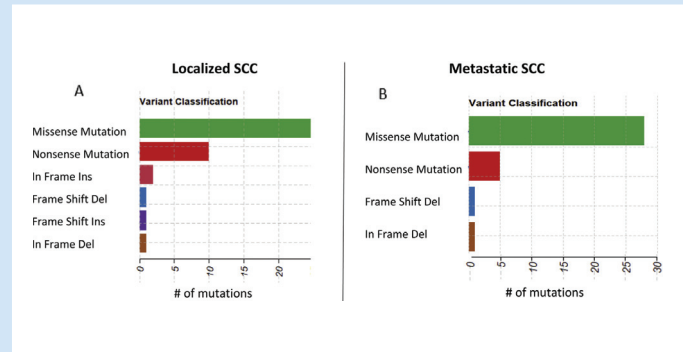 Localized SCC
A
Variant Classification
Missense Mutation
Nonsense Mutation
In Frame Ins
Frame Shift Del
Frame Shift Ins
In Frame Del
0 5 10 15 20
# of mutations
Metastatic SCC
B
Variant Classification
Missense Mutation
Nonsense Mutation
Frame Shift Del
In Frame Del
0 5 10 15 20 25 30
# of mutations